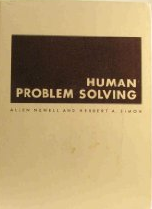 HUMAN
PROBLEM SOLVING
ALLEN NEWELL AND HERBERT A. SIMON